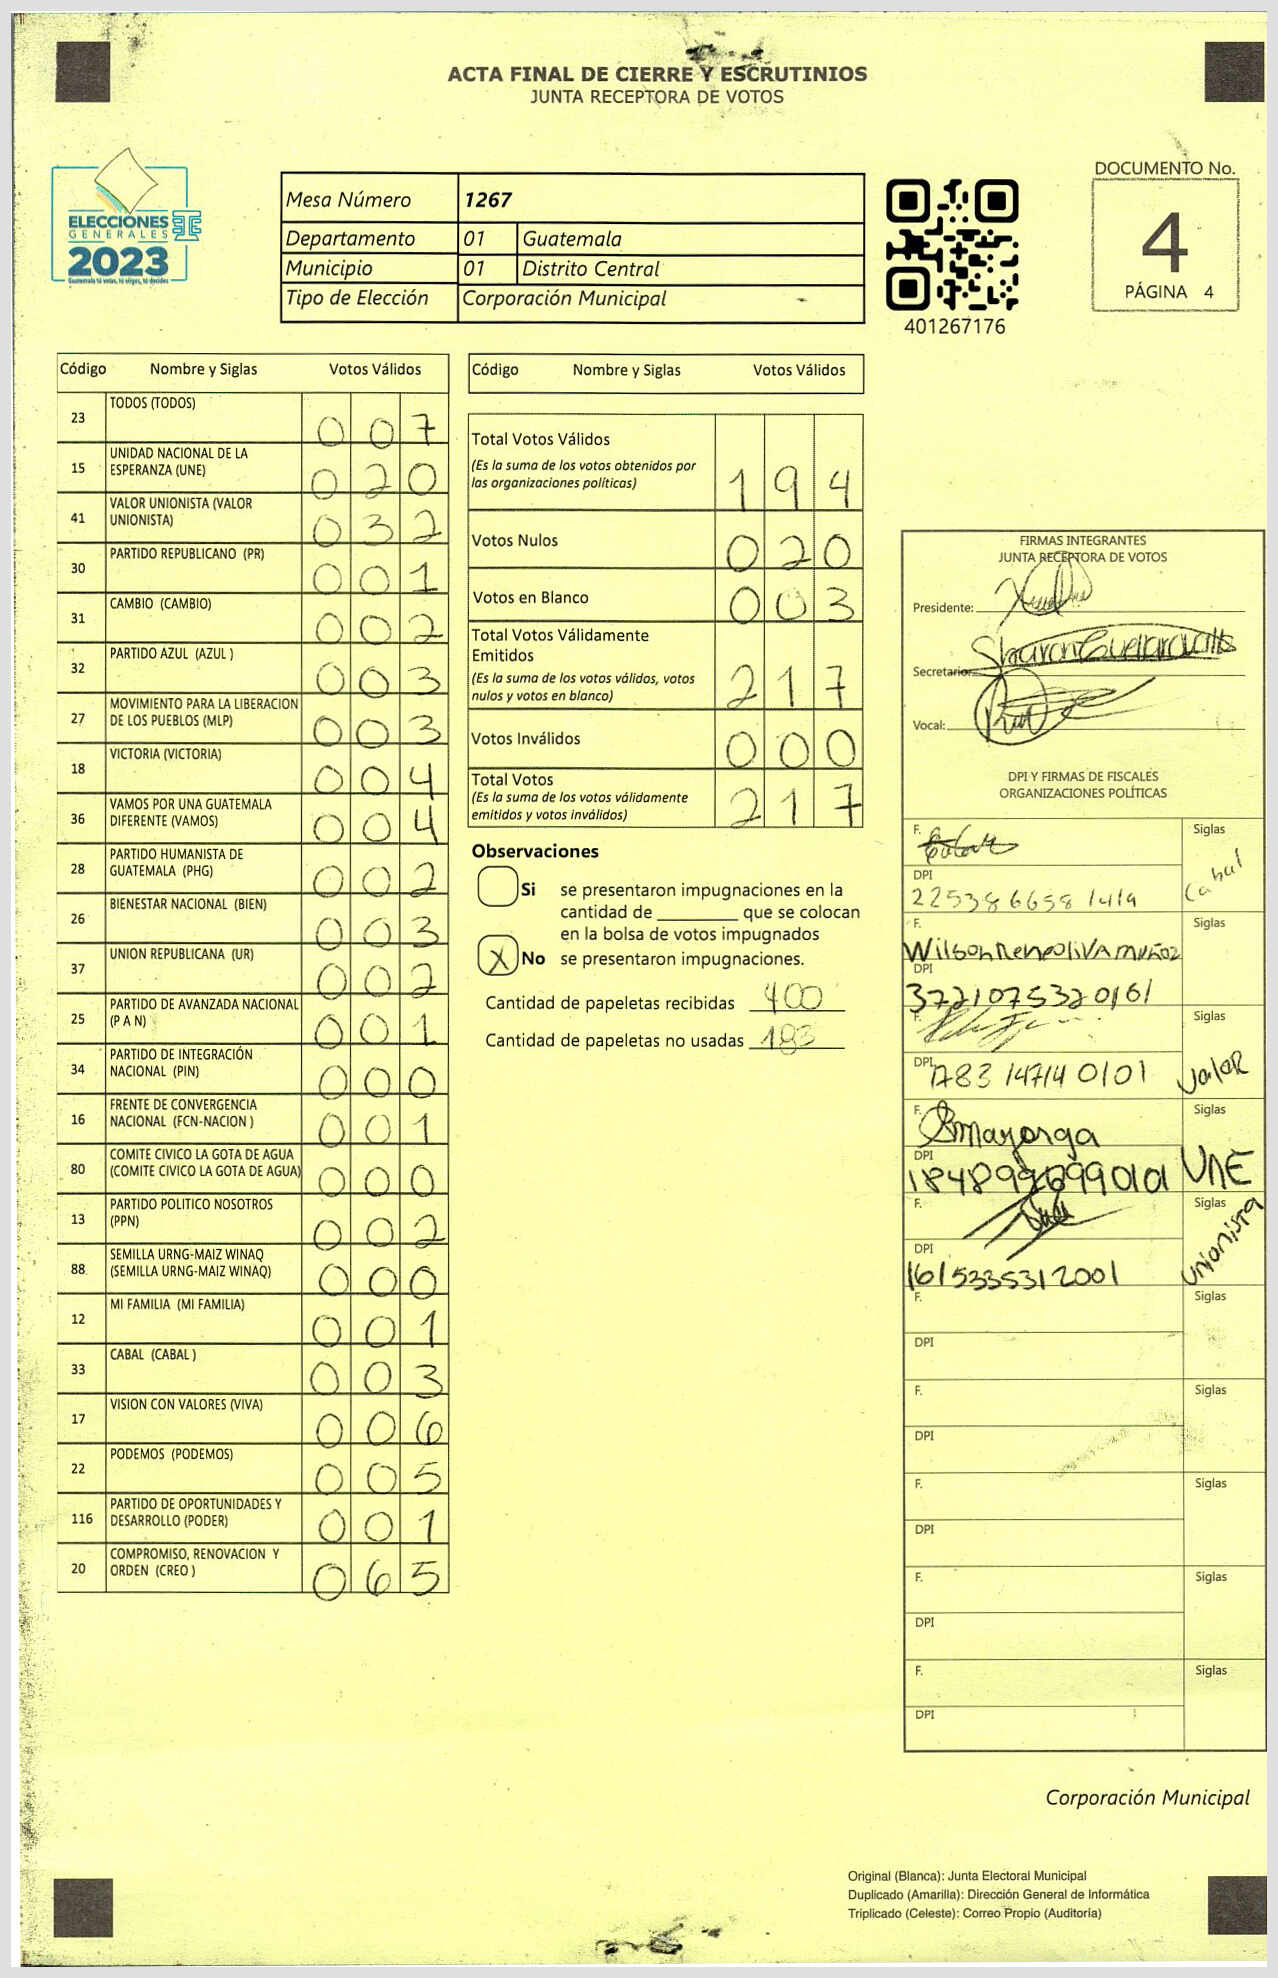 ACTA FINAL DE CIERRE Y ESCRUTINIOS
JUNTA RECEPTORA DE VOTOS
ELECCIONES
GENERALES
2023
Guatemala tú votas, tú eliges, tú decides
Mesa Número 1267
Departamento 01 Guatemala
Municipio 01 Distrito Central
Tipo de Elección Corporación Municipal
401267176
DOCUMENTO No.
4
PÁGINA 4
Código Nombre y Siglas Votos Válidos
23 TODOS (TODOS) 0 0 7
15 UNIDAD NACIONAL DE LA ESPERANZA (UNE) 0 2 0
41 VALOR UNIONISTA (VALOR UNIONISTA) 0 3 2
30 PARTIDO REPUBLICANO (PR) 0 0 1
31 CAMBIO (CAMBIO) 0 0 2
32 PARTIDO AZUL (AZUL ) 0 0 3
27 MOVIMIENTO PARA LA LIBERACION DE LOS PUEBLOS (MLP) 0 0 3
18 VICTORIA (VICTORIA) 0 0 4
36 VAMOS POR UNA GUATEMALA DIFERENTE (VAMOS) 0 0 4
28 PARTIDO HUMANISTA DE GUATEMALA (PHG) 0 0 2
26 BIENESTAR NACIONAL (BIEN) 0 0 3
37 UNION REPUBLICANA (UR) 0 0 2
25 PARTIDO DE AVANZADA NACIONAL (P A N) 0 0 1
34 PARTIDO DE INTEGRACIÓN NACIONAL (PIN) 0 0 0
16 FRENTE DE CONVERGENCIA NACIONAL (FCN-NACION ) 0 0 1
80 COMITE CIVICO LA GOTA DE AGUA (COMITE CIVICO LA GOTA DE AGUA) 0 0 0
13 PARTIDO POLITICO NOSOTROS (PPN) 0 0 2
88 SEMILLA URNG-MAIZ WINAQ (SEMILLA URNG-MAIZ WINAQ) 0 0 0
12 MI FAMILIA (MI FAMILIA) 0 0 1
33 CABAL (CABAL ) 0 0 3
17 VISION CON VALORES (VIVA) 0 0 6
22 PODEMOS (PODEMOS) 0 0 5
116 PARTIDO DE OPORTUNIDADES Y DESARROLLO (PODER) 0 0 1
20 COMPROMISO, RENOVACION Y ORDEN (CREO ) 0 6 5
Código Nombre y Siglas Votos Válidos
Total Votos Válidos 1 9 4
(Es la suma de los votos obtenidos por
las organizaciones políticas)
Votos Nulos 0 2 0
Votos en Blanco 0 0 3
Total Votos Válidamente
Emitidos 2 1 7
(Es la suma de los votos válidos, votos
nulos y votos en blanco)
Votos Inválidos 0 0 0
Total Votos 2 1 7
(Es la suma de los votos válidamente
emitidos y votos inválidos)
Observaciones
Si se presentaron impugnaciones en la
cantidad de ________ que se colocan
en la bolsa de votos impugnados
X No se presentaron impugnaciones.
Cantidad de papeletas recibidas 400
Cantidad de papeletas no usadas 183
FIRMAS INTEGRANTES
JUNTA RECEPTORA DE VOTOS
Presidente:
Secretario:
Vocal:
DPI Y FIRMAS DE FISCALES
ORGANIZACIONES POLÍTICAS
F. Siglas Cabal
DPI
F. Siglas
DPI 3721075320161
F. Siglas Valor
DPI
F. Mayorga Siglas UNE
DPI
F. Siglas Unionista
DPI 1615335312001
F. Siglas
DPI
F. Siglas
DPI
F. Siglas
DPI
F. Siglas
DPI
F. Siglas
DPI
Corporación Municipal
Original (Blanca): Junta Electoral Municipal
Duplicado (Amarilla): Dirección General de Informática
Triplicado (Celeste): Correo Propio (Auditoría)